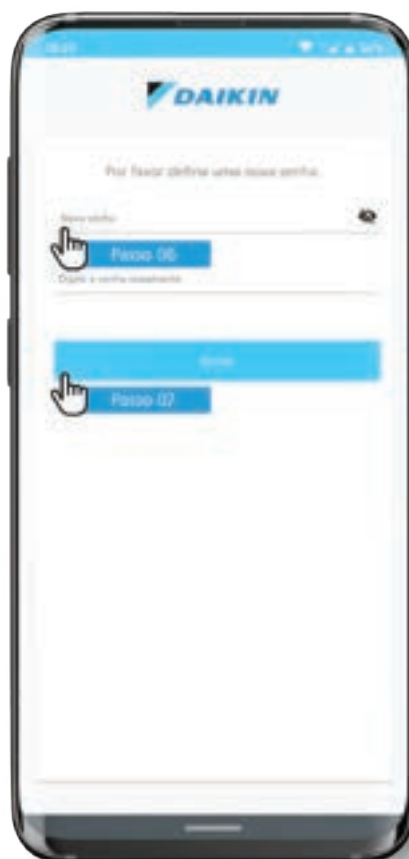 DAIKIN
Por favor defina uma nova senha.
Nova senha
Passo 06
Digite a senha novamente
Passo 07